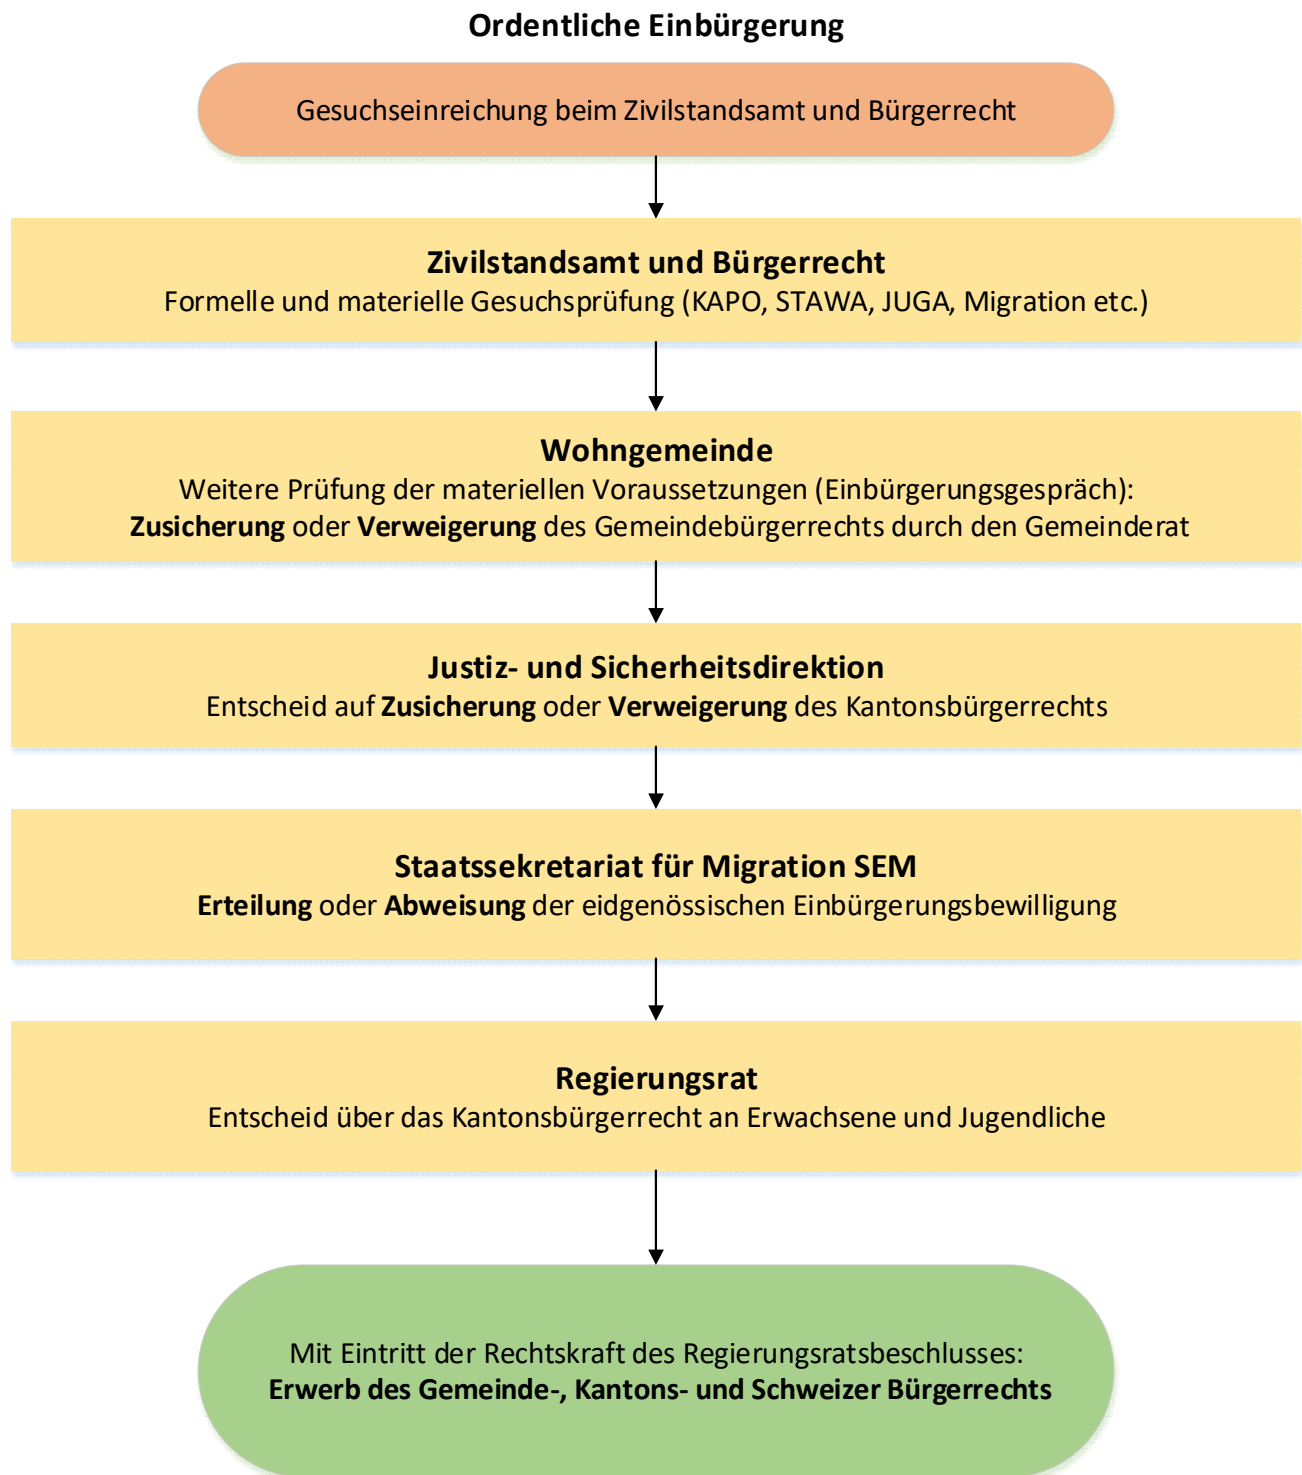 Ordentliche Einbürgerung
Gesuchseinreichung beim Zivilstandsamt und Bürgerrecht
Zivilstandsamt und Bürgerrecht
Formelle und materielle Gesuchsprüfung (KAPO, STAWA, JUGA, Migration etc.)
Wohngemeinde
Weitere Prüfung der materiellen Voraussetzungen (Einbürgerungsgespräch):
Zusicherung oder Verweigerung des Gemeindebürgerrechts durch den Gemeinderat
Justiz- und Sicherheitsdirektion
Entscheid auf Zusicherung oder Verweigerung des Kantonsbürgerrechts
Staatssekretariat für Migration SEM
Erteilung oder Abweisung der eidgenössischen Einbürgerungsbewilligung
Regierungsrat
Entscheid über das Kantonsbürgerrecht an Erwachsene und Jugendliche
Mit Eintritt der Rechtskraft des Regierungsratsbeschlusses:
Erwerb des Gemeinde-, Kantons- und Schweizer Bürgerrechts